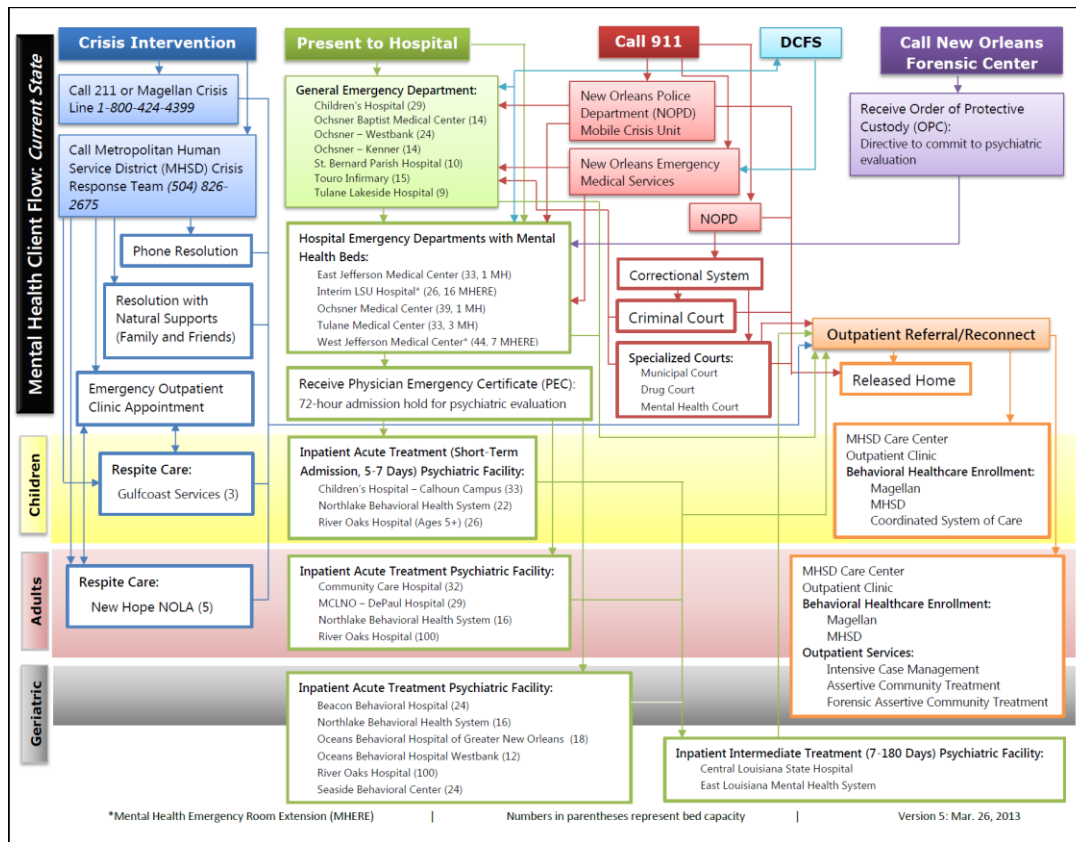 Mental Health Client Flow: Current State
Crisis Intervention
Call 211 or Magellan Crisis
Line 1-800-424-4399
Call Metropolitan Human
Service District (MHSD) Crisis
Response Team (504) 826-
2675
Phone Resolution
Resolution with
Natural Supports
(Family and Friends)
Emergency Outpatient
Clinic Appointment
Respite Care:
Gulfcoast Services (3)
Respite Care:
New Hope NOLA (5)
Present to Hospital
General Emergency Department:
Children's Hospital (29)
Ochsner Baptist Medical Center (14)
Ochsner – Westbank (24)
Ochsner – Kenner (14)
St. Bernard Parish Hospital (10)
Touro Infirmary (15)
Tulane Lakeside Hospital (9)
Hospital Emergency Departments with Mental
Health Beds:
East Jefferson Medical Center (33, 1 MH)
Interim LSU Hospital* (26, 16 MHERE)
Ochsner Medical Center (39, 1 MH)
Tulane Medical Center (33, 3 MH)
West Jefferson Medical Center* (44, 7 MHERE)
Receive Physician Emergency Certificate (PEC):
72-hour admission hold for psychiatric evaluation
Inpatient Acute Treatment (Short-Term
Admission, 5-7 Days) Psychiatric Facility:
Children's Hospital – Calhoun Campus (33)
Northlake Behavioral Health System (22)
River Oaks Hospital (Ages 5+) (26)
Inpatient Acute Treatment Psychiatric Facility:
Community Care Hospital (32)
MCLNO – DePaul Hospital (29)
Northlake Behavioral Health System (16)
River Oaks Hospital (100)
Inpatient Acute Treatment Psychiatric Facility:
Beacon Behavioral Hospital (24)
Northlake Behavioral Health System (16)
Oceans Behavioral Hospital of Greater New Orleans (18)
Oceans Behavioral Hospital Westbank (12)
River Oaks Hospital (100)
Seaside Behavioral Center (24)
Call 911
New Orleans Police
Department (NOPD)
Mobile Crisis Unit
New Orleans Emergency
Medical Services
NOPD
Correctional System
Criminal Court
Specialized Courts:
Municipal Court
Drug Court
Mental Health Court
DCFS
Call New Orleans
Forensic Center
Receive Order of Protective
Custody (OPC):
Directive to commit to psychiatric
evaluation
Outpatient Referral/Reconnect
Released Home
MHSD Care Center
Outpatient Clinic
Behavioral Healthcare Enrollment:
Magellan
MHSD
Coordinated System of Care
MHSD Care Center
Outpatient Clinic
Behavioral Healthcare Enrollment:
Magellan
MHSD
Outpatient Services:
Intensive Case Management
Assertive Community Treatment
Forensic Assertive Community Treatment
Inpatient Intermediate Treatment (7-180 Days) Psychiatric Facility:
Central Louisiana State Hospital
East Louisiana Mental Health System
Children
Adults
Geriatric
*Mental Health Emergency Room Extension (MHERE) | Numbers in parentheses represent bed capacity | Version 5: Mar. 26, 2013